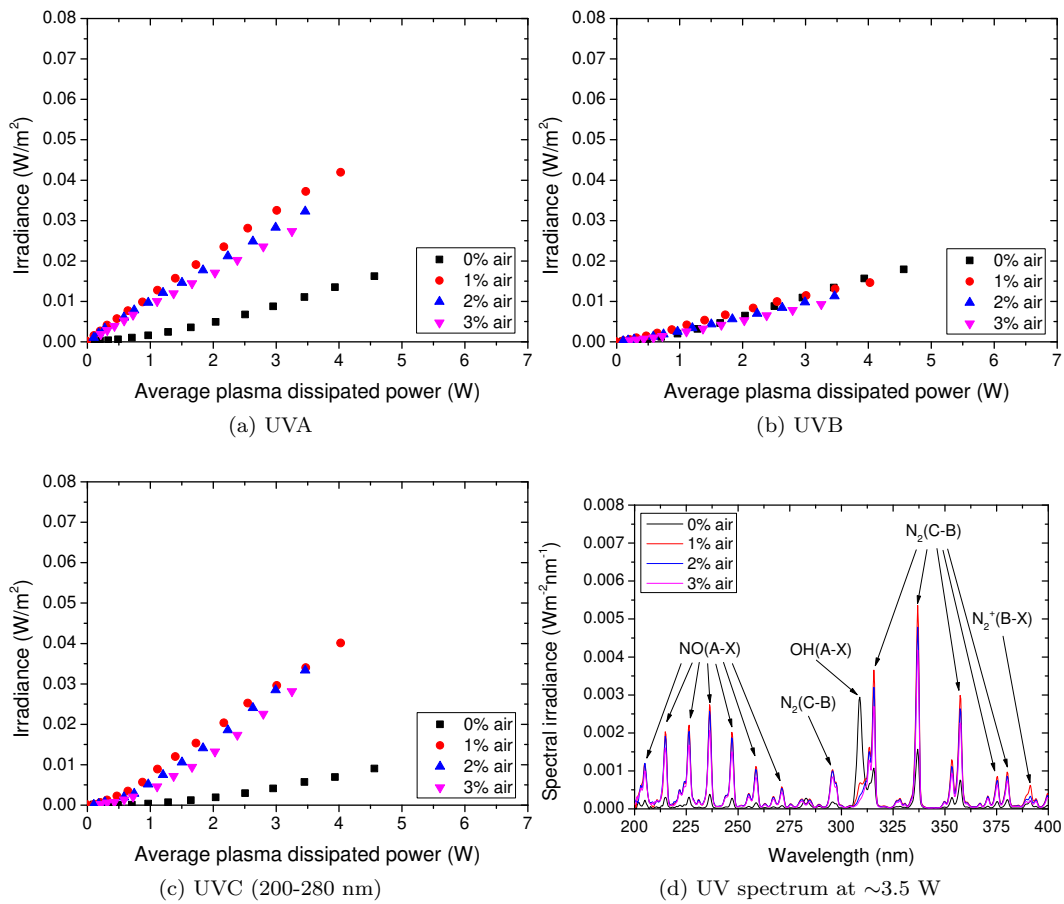 0.08
0.07
0.06
0.05
0.04
0.03
0.02
0.01
0.00
Irradiance (W/m²)
0% air
1% air
2% air
3% air
0 1 2 3 4 5 6 7
Average plasma dissipated power (W)
(a) UVA
0.08
0.07
0.06
0.05
0.04
0.03
0.02
0.01
0.00
Irradiance (W/m²)
0% air
1% air
2% air
3% air
0 1 2 3 4 5 6 7
Average plasma dissipated power (W)
(b) UVB
0.08
0.07
0.06
0.05
0.04
0.03
0.02
0.01
0.00
Irradiance (W/m²)
0% air
1% air
2% air
3% air
0 1 2 3 4 5 6 7
Average plasma dissipated power (W)
(c) UVC (200-280 nm)
0.008
0.007
0.006
0.005
0.004
0.003
0.002
0.001
0.000
Spectral irradiance (Wm⁻²nm⁻¹)
0% air
1% air
2% air
3% air
N₂(C-B)
N₂⁺(B-X)
NO(A-X)
OH(A-X)
N₂(C-B)
200 225 250 275 300 325 350 375 400
Wavelength (nm)
(d) UV spectrum at ~3.5 W